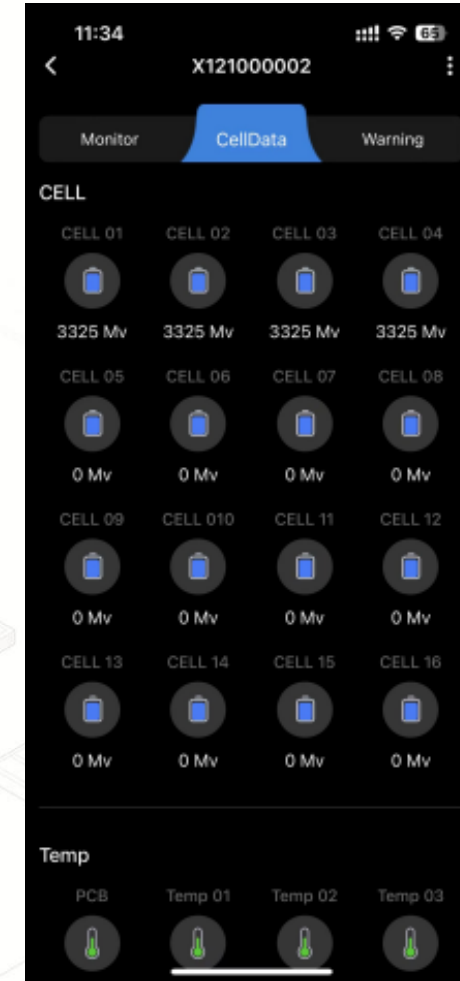 11:34
65
X121000002
Monitor CellData Warning
CELL
CELL 01 CELL 02 CELL 03 CELL 04
3325 Mv 3325 Mv 3325 Mv 3325 Mv
CELL 05 CELL 06 CELL 07 CELL 08
0 Mv 0 Mv 0 Mv 0 Mv
CELL 09 CELL 010 CELL 11 CELL 12
0 Mv 0 Mv 0 Mv 0 Mv
CELL 13 CELL 14 CELL 15 CELL 16
0 Mv 0 Mv 0 Mv 0 Mv
Temp
PCB Temp 01 Temp 02 Temp 03